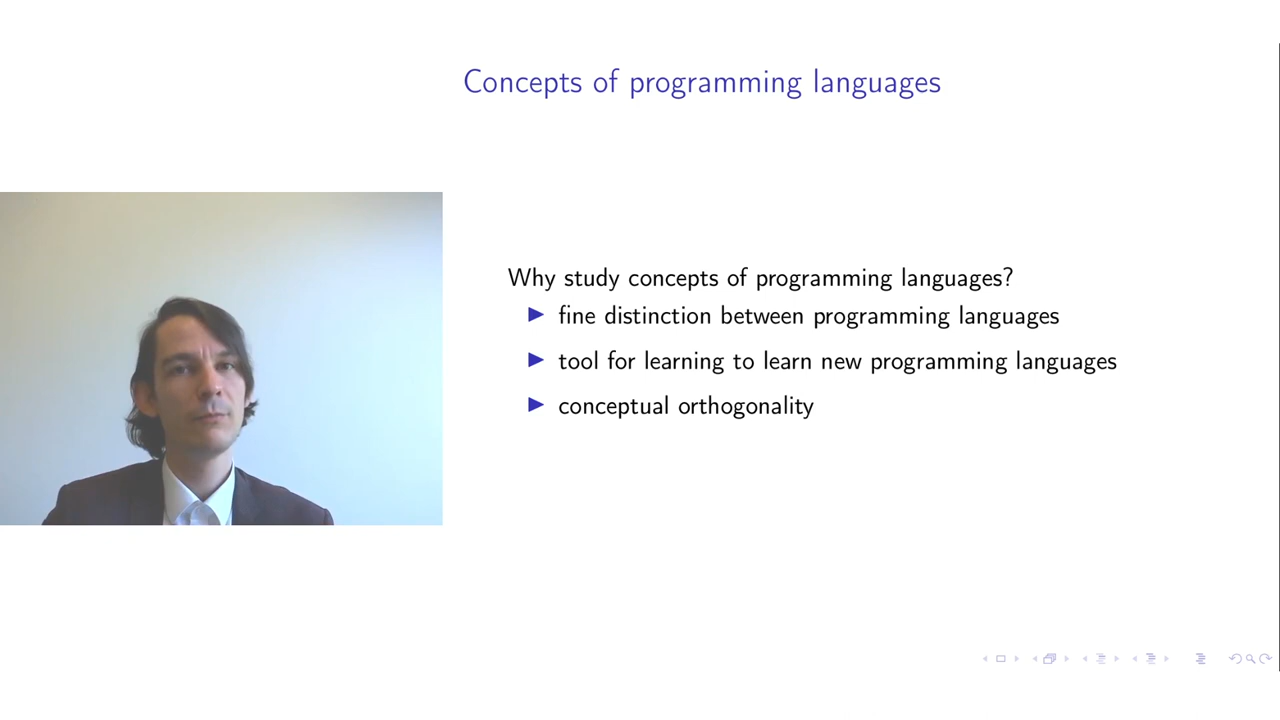 Concepts of programming languages
Why study concepts of programming languages?
fine distinction between programming languages
tool for learning to learn new programming languages
conceptual orthogonality